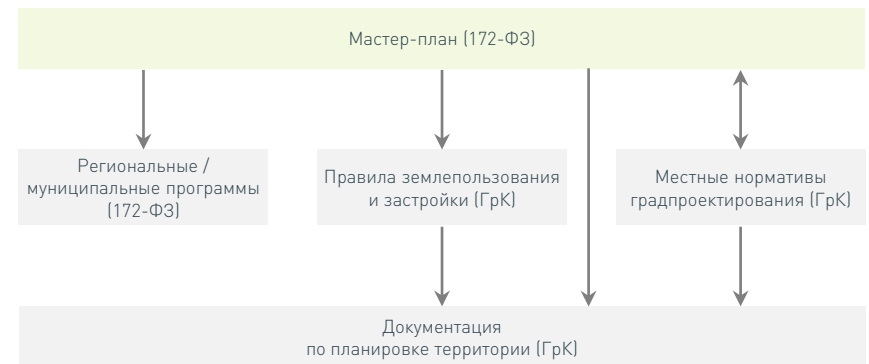 Мастер-план (172-ФЗ)
Региональные /
муниципальные программы
(172-ФЗ)
Правила землепользования
и застройки (ГрК)
Местные нормативы
градпроектирования (ГрК)
Документация
по планировке территории (ГрК)